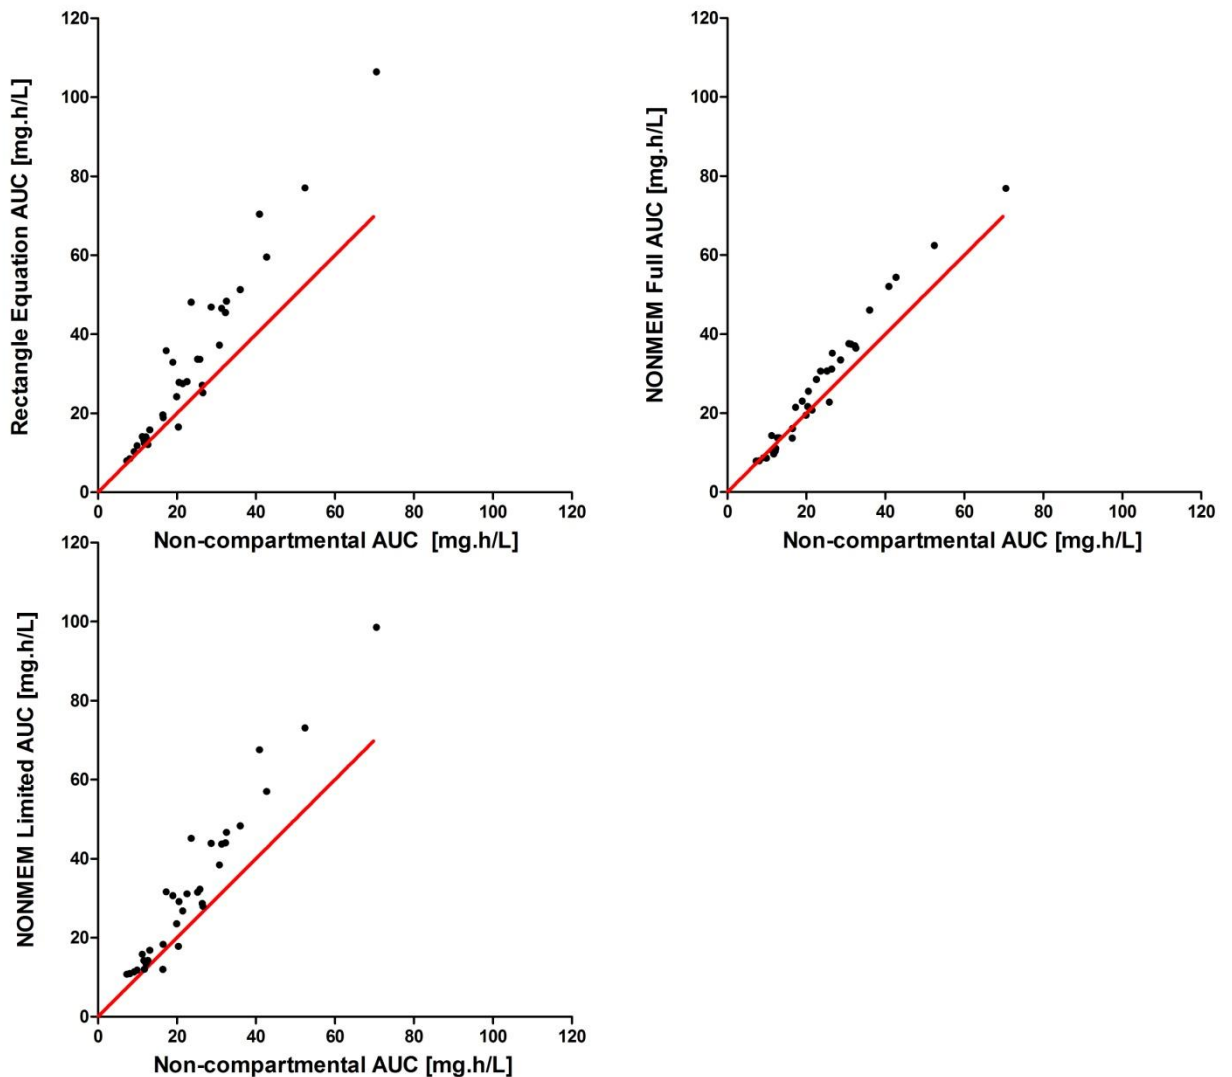 Rectangle Equation AUC [mg.h/L]
120
100
80
60
40
20
0
0 20 40 60 80 100 120
Non-compartmental AUC [mg.h/L]
NONMEM Full AUC [mg.h/L]
120
100
80
60
40
20
0
0 20 40 60 80 100 120
Non-compartmental AUC [mg.h/L]
NONMEM Limited AUC [mg.h/L]
120
100
80
60
40
20
0
0 20 40 60 80 100 120
Non-compartmental AUC [mg.h/L]